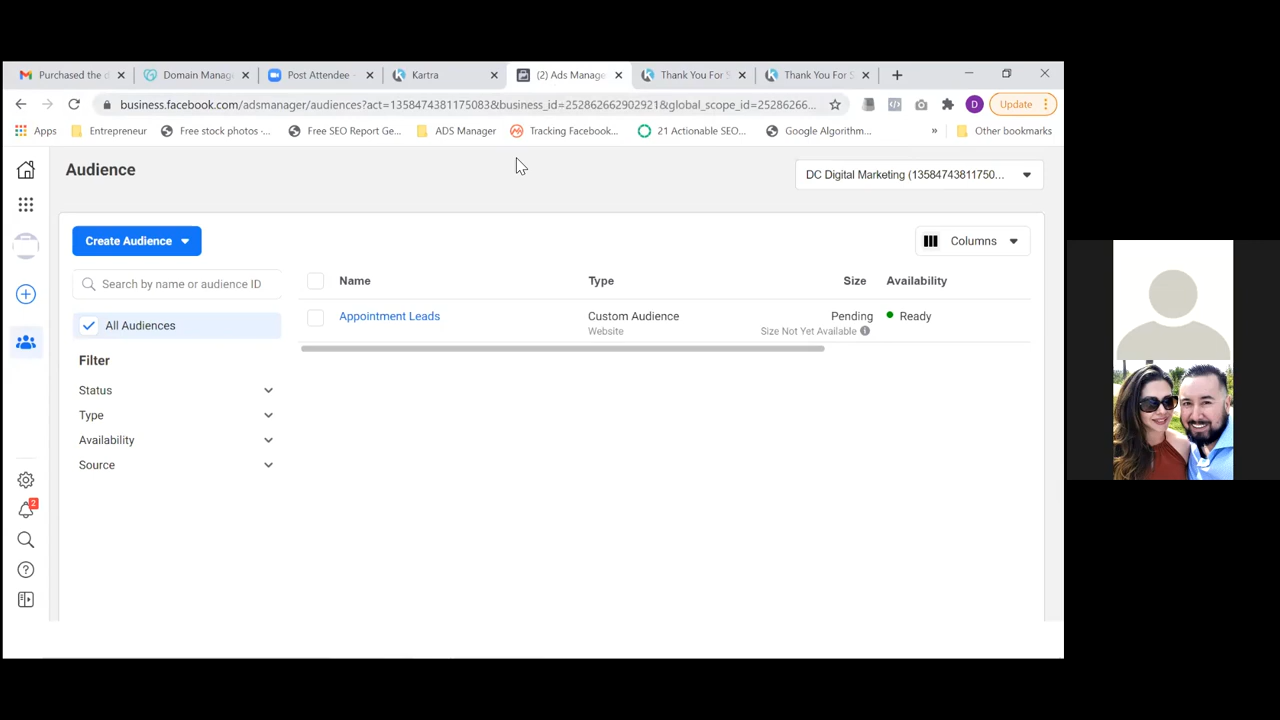 Purchased the d
Domain Manag
Post Attendee -
Kartra
(2) Ads Manage
Thank You For S
Thank You For S
business.facebook.com/adsmanager/audiences?act=1358474381175083&business_id=252862662902921&global_scope_id=25286266...
Update
Apps
Entrepreneur
Free stock photos -...
Free SEO Report Ge...
ADS Manager
Tracking Facebook...
21 Actionable SEO...
Google Algorithm...
»
Other bookmarks
Audience
DC Digital Marketing (13584743811750...
Create Audience
Columns
Search by name or audience ID
Name
Type
Size
Availability
All Audiences
Appointment Leads
Custom Audience
Website
Pending
Size Not Yet Available
Ready
Filter
Status
Type
Availability
Source
2
D